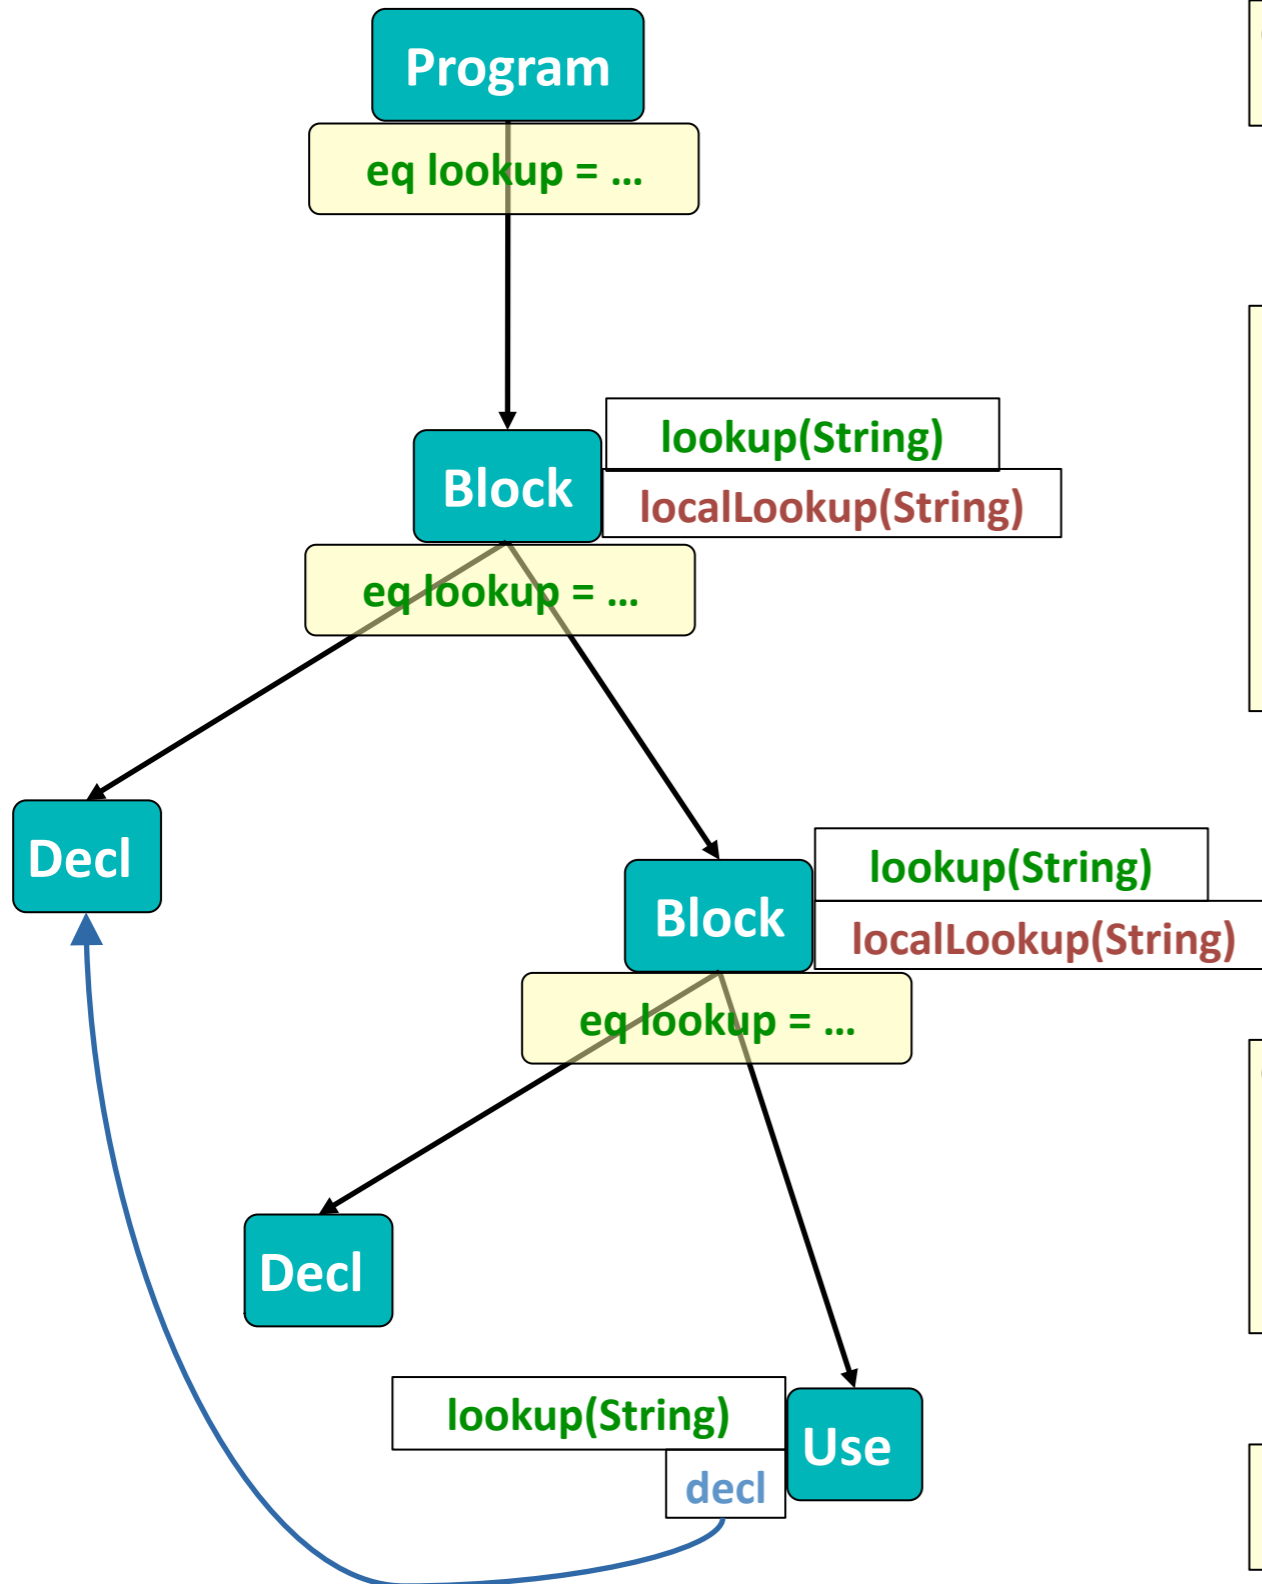 Program
eq lookup = ...
lookup(String)
Block
localLookup(String)
eq lookup = ...
Decl
lookup(String)
Block
localLookup(String)
eq lookup = ...
Decl
lookup(String)
Use
decl